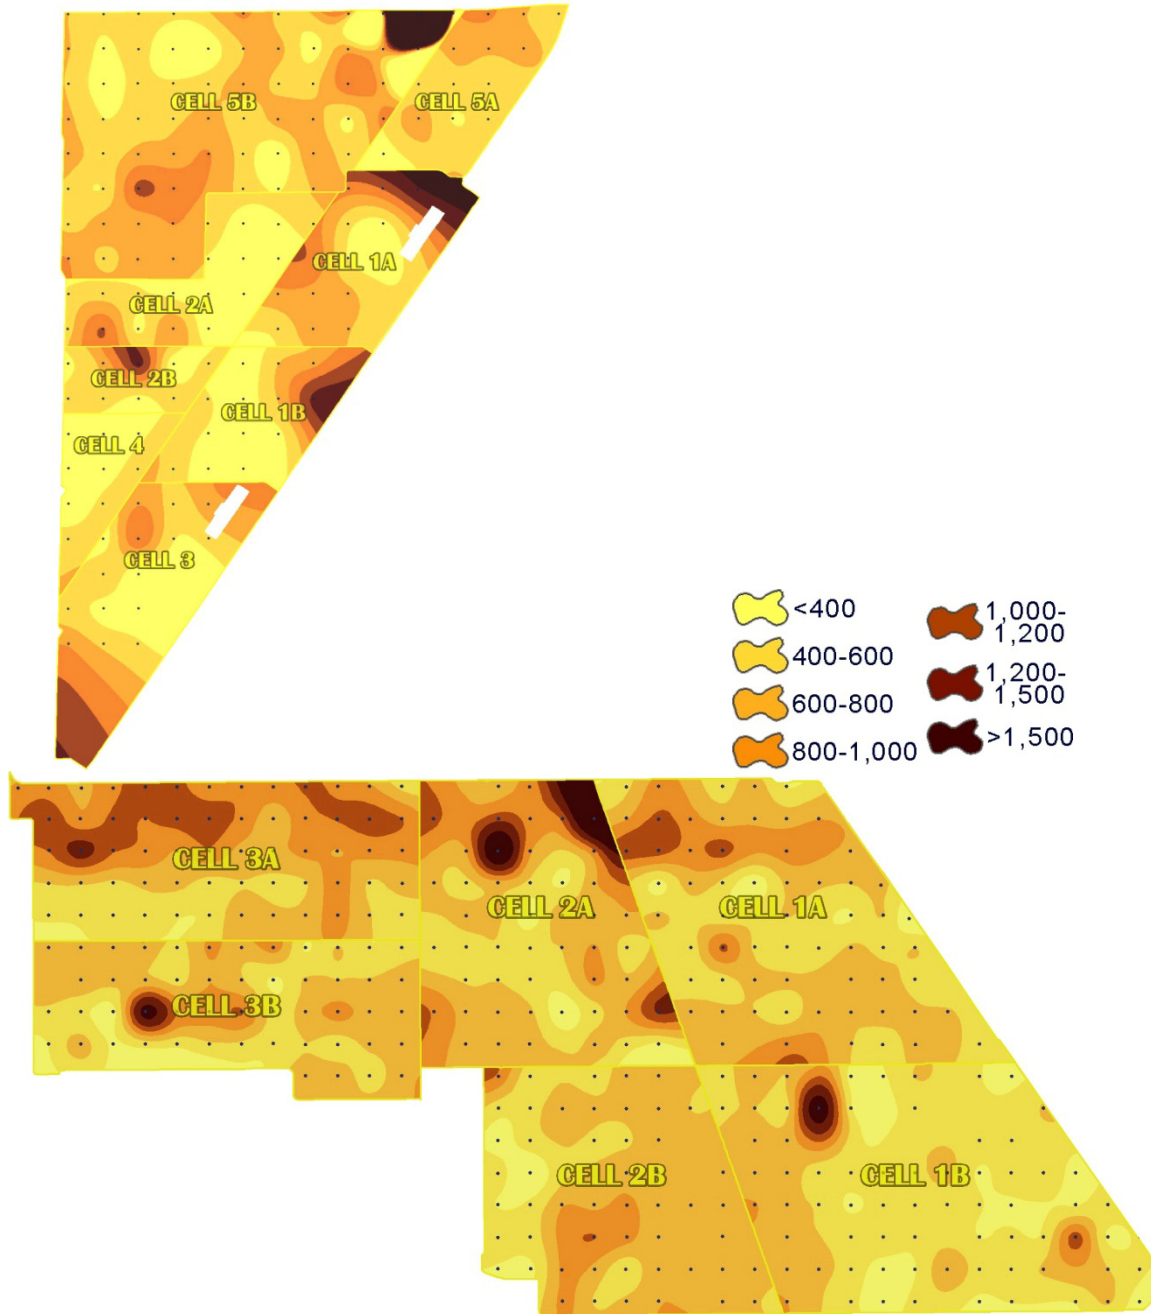 CELL 5B
CELL 5A
CELL 1A
CELL 2A
CELL 2B
CELL 1B
CELL 4
CELL 3
<400
400-600
600-800
800-1,000
1,000-
1,200
1,200-
1,500
>1,500
CELL 3A
CELL 2A
CELL 1A
CELL 3B
CELL 2B
CELL 1B